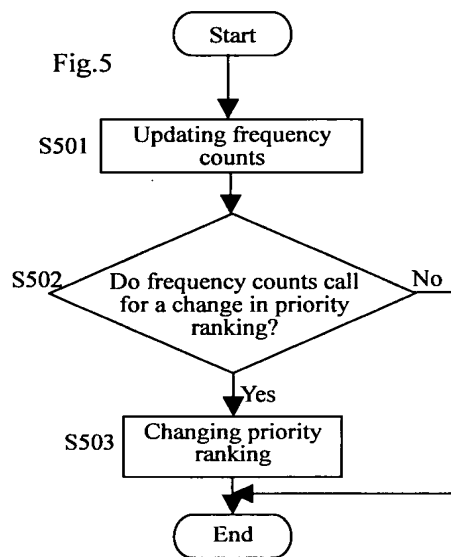 Start
Fig.5
S501
Updating frequency
counts
S502
Do frequency counts call
for a change in priority
ranking?
No
Yes
S503
Changing priority
ranking
End